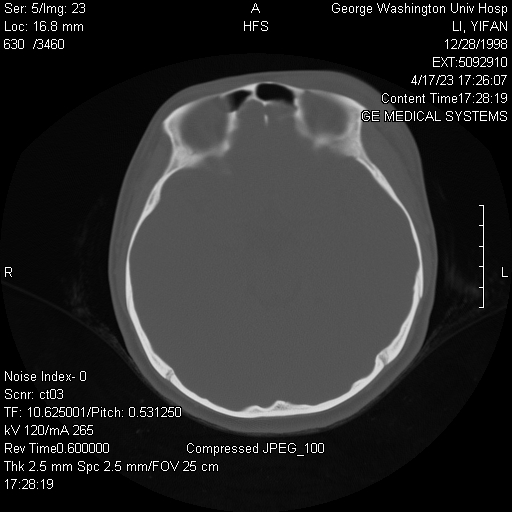 Ser: 5/Img: 23
Loc: 16.8 mm
630 /3460
A
HFS
George Washington Univ Hosp
LI, YIFAN
12/28/1998
EXT:5092910
4/17/23 17:26:07
Content Time17:28:19
GE MEDICAL SYSTEMS
R
L
Noise Index- 0
Scnr: ct03
TF: 10.625001/Pitch: 0.531250
kV 120/mA 265
Rev Time0.600000
Compressed JPEG_100
Thk 2.5 mm Spc 2.5 mm/FOV 25 cm
17:28:19